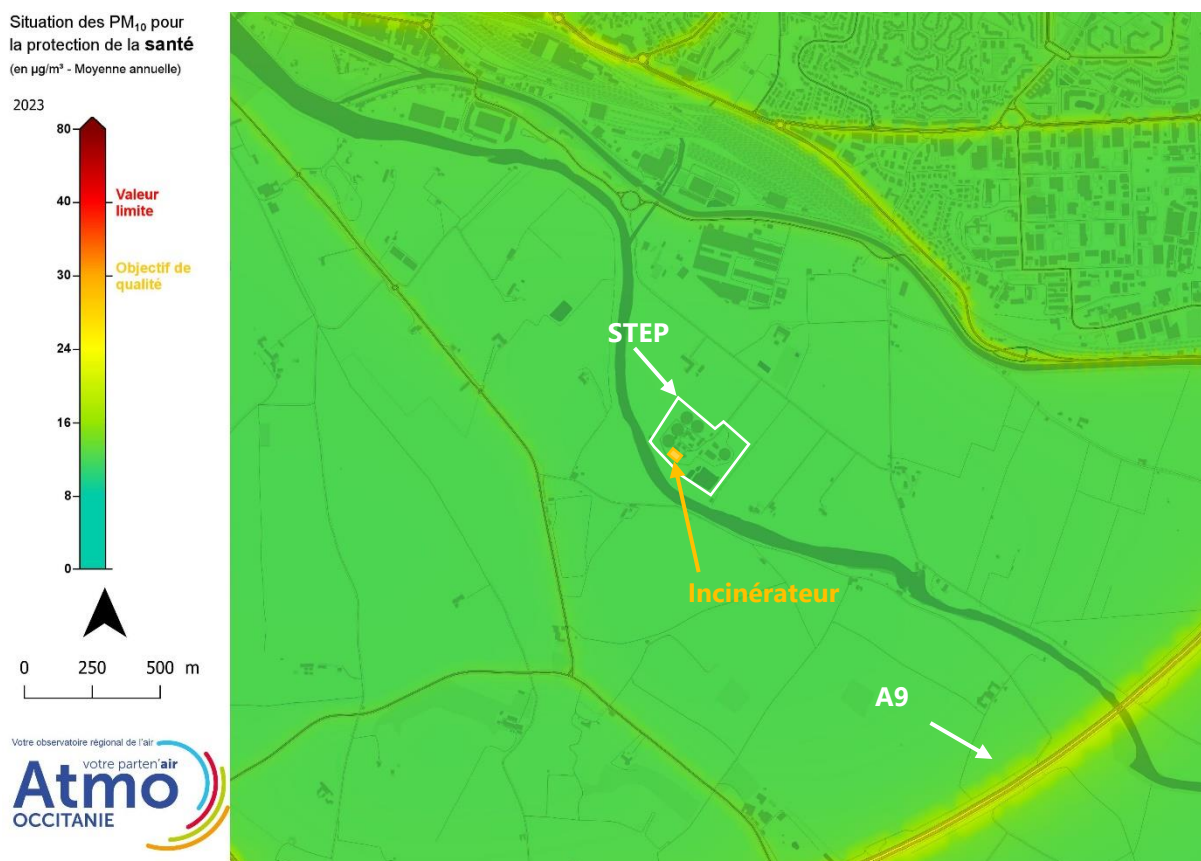 Situation des PM₁₀ pour
la protection de la santé
(en µg/m³ - Moyenne annuelle)
2023
80
40
Valeur
limite
30
Objectif de
qualité
24
16
8
0
0 250 500 m
Votre observatoire régional de l'air
votre parten'air
Atmo
OCCITANIE
STEP
Incinérateur
A9